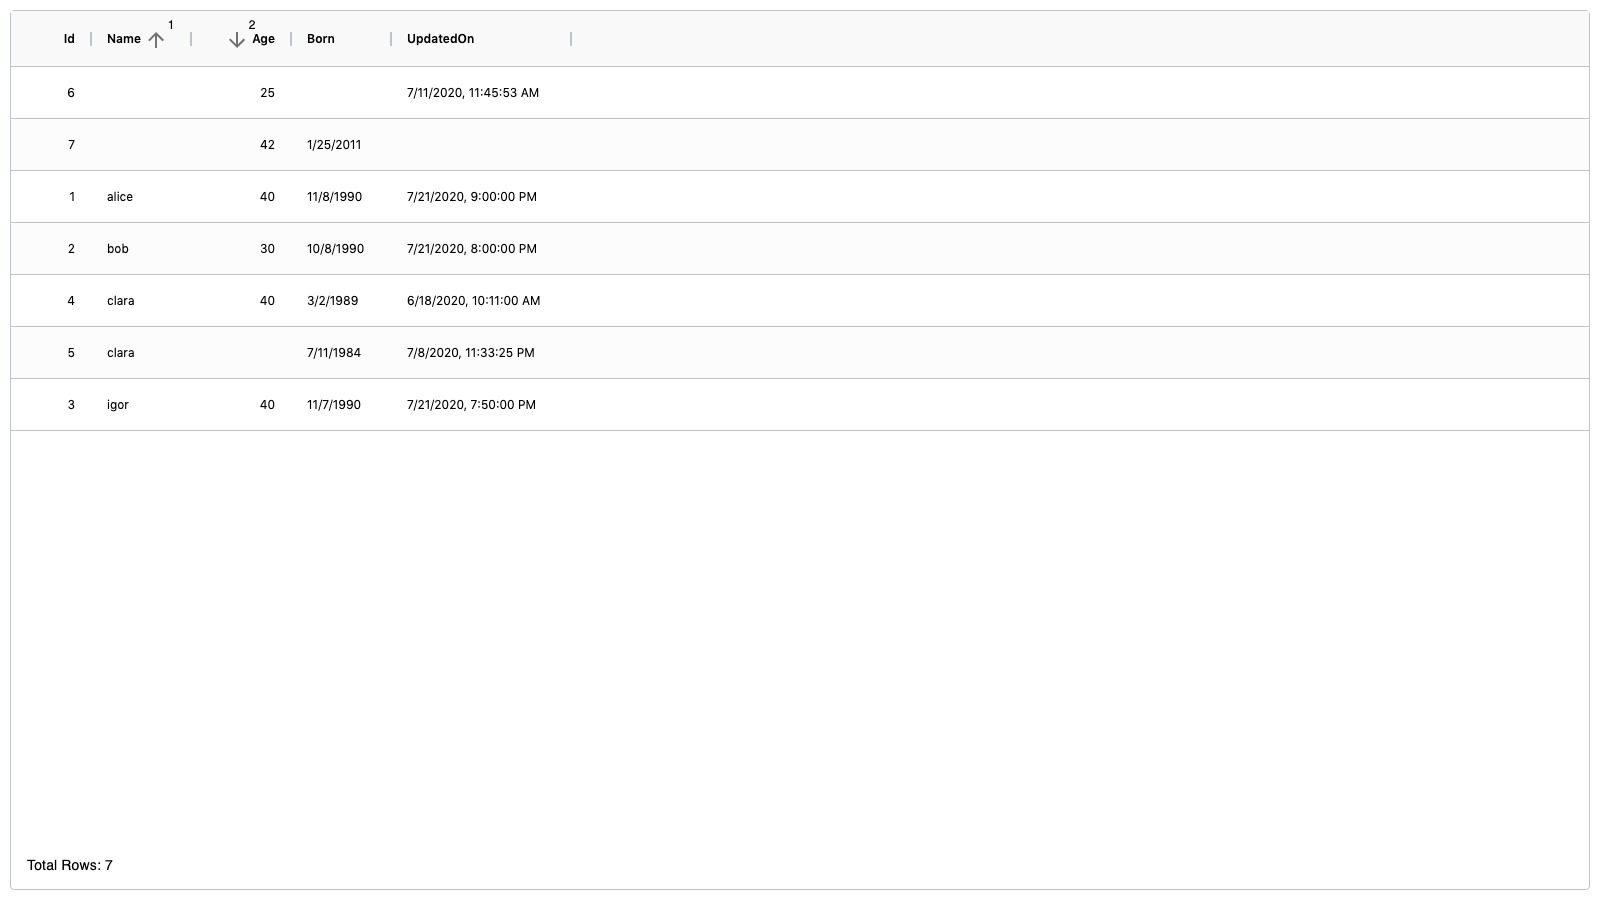 Id Name 1 2 Age Born UpdatedOn
6 25 7/11/2020, 11:45:53 AM
7 42 1/25/2011
1 alice 40 11/8/1990 7/21/2020, 9:00:00 PM
2 bob 30 10/8/1990 7/21/2020, 8:00:00 PM
4 clara 40 3/2/1989 6/18/2020, 10:11:00 AM
5 clara 7/11/1984 7/8/2020, 11:33:25 PM
3 igor 40 11/7/1990 7/21/2020, 7:50:00 PM
Total Rows: 7